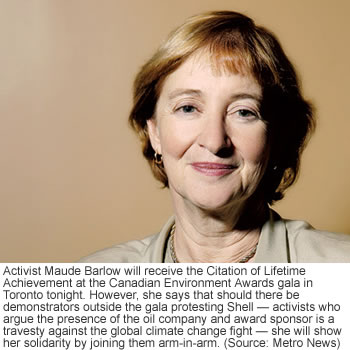 Activist Maude Barlow will receive the Citation of Lifetime
Achievement at the Canadian Environment Awards gala in
Toronto tonight. However, she says that should there be
demonstrators outside the gala protesting Shell — activists who
argue the presence of the oil company and award sponsor is a
travesty against the global climate change fight — she will show
her solidarity by joining them arm-in-arm. (Source: Metro News)